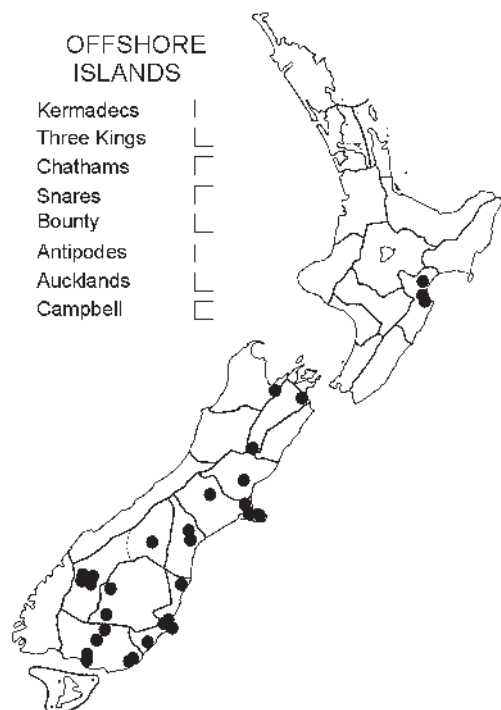 OFFSHORE
ISLANDS
Kermadecs
Three Kings
Chathams
Snares
Bounty
Antipodes
Aucklands
Campbell